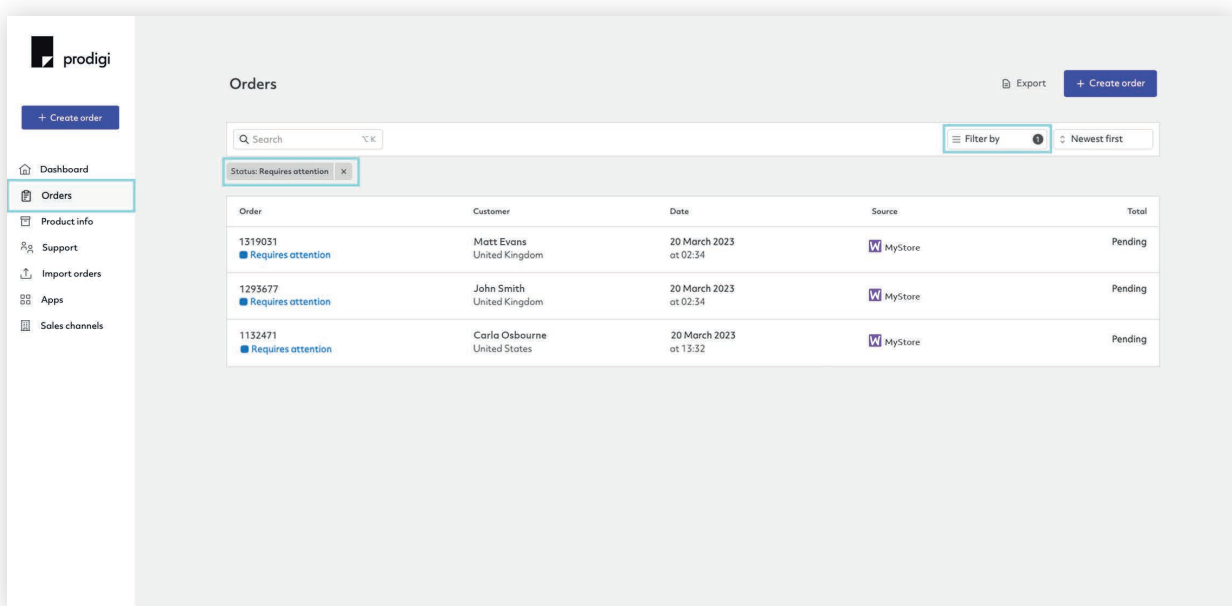 prodigi
+ Create order
Dashboard
Orders
Product info
Support
Import orders
Apps
Sales channels
Orders
Export
+ Create order
Search ⌥ K
Filter by 1
Newest first
Status: Requires attention ×
Order Customer Date Source Total
1319031 Matt Evans 20 March 2023 W MyStore Pending
Requires attention United Kingdom at 02:34
1293677 John Smith 20 March 2023 W MyStore Pending
Requires attention United Kingdom at 02:34
1132471 Carla Osbourne 20 March 2023 W MyStore Pending
Requires attention United States at 13:32